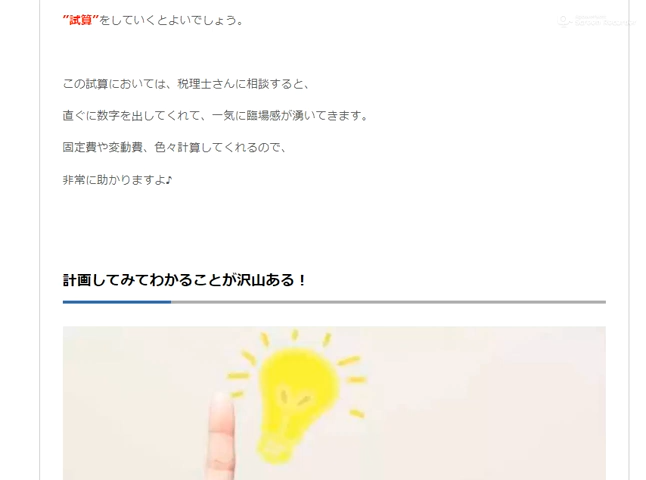 “試算”をしていくとよいでしょう。
この試算においては、税理士さんに相談すると、
直ぐに数字を出してくれて、一気に臨場感が湧いてきます。
固定費や変動費、色々計算してくれるので、
非常に助かりますよ♪
計画してみてわかることが沢山ある！